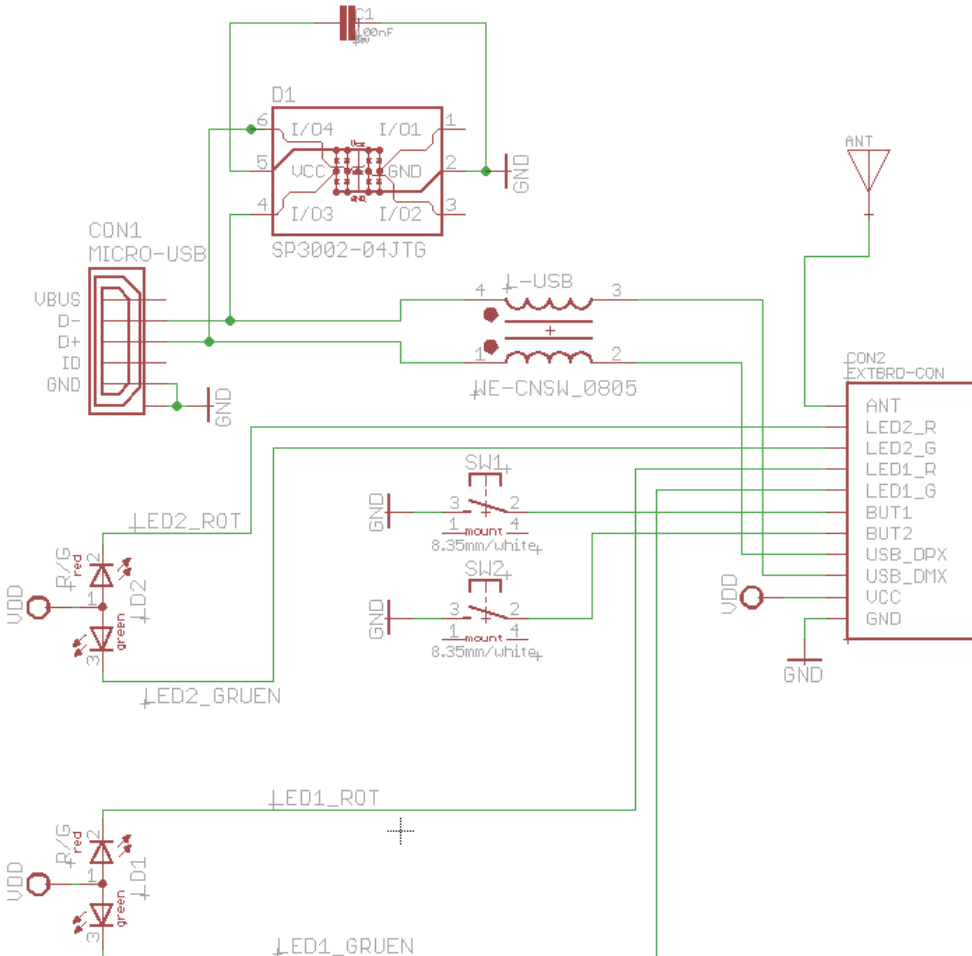 C1
100nF
D1
6 I/O4 I/O1 1
5 VCC GND 2
4 I/O3 I/O2 3
GND
SP3002-04JTG
ANT
CON1
MICRO-USB
VBUS
D-
D+
ID
GND
GND
L-USB
4 3
1 2
WE-CNSW_0805
CON2
EXTBRD-CON
ANT
LED2_R
LED2_G
LED1_R
LED1_G
BUT1
BUT2
USB_DPX
USB_DMX
VCC
GND
VDD
GND
SW1
GND
3 2
1 mount 4
8.35mm/white
SW2
GND
3 2
1 mount 4
8.35mm/white
LED2_ROT
R/G
red
2
VDD
1
LD2
green
3
LED2_GRUEN
LED1_ROT
R/G
red
2
VDD
1
LD1
green
3
LED1_GRUEN